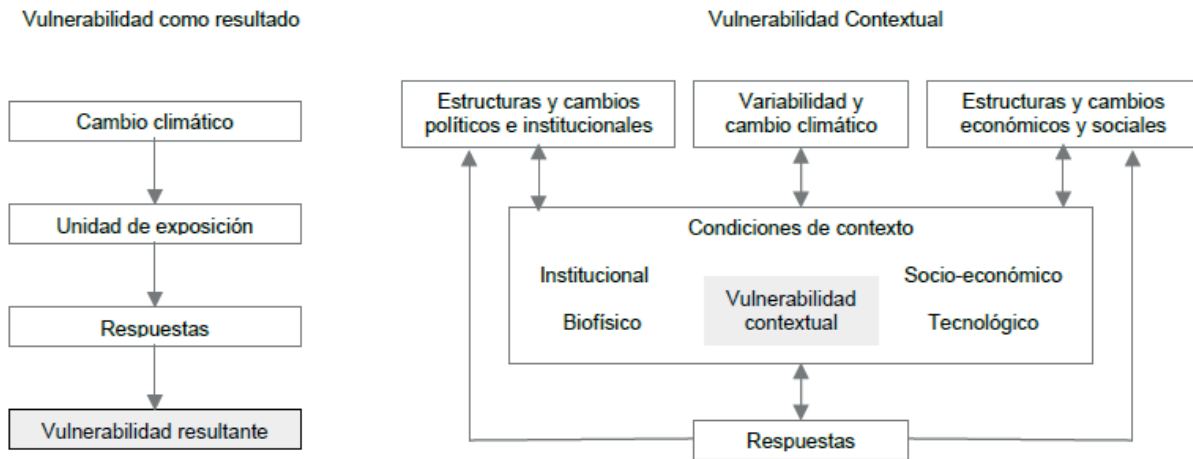 Vulnerabilidad como resultado
Cambio climático
Unidad de exposición
Respuestas
Vulnerabilidad resultante
Vulnerabilidad Contextual
Estructuras y cambios
políticos e institucionales
Variabilidad y
cambio climático
Estructuras y cambios
económicos y sociales
Condiciones de contexto
Institucional
Socio-económico
Vulnerabilidad
contextual
Biofísico
Tecnológico
Respuestas